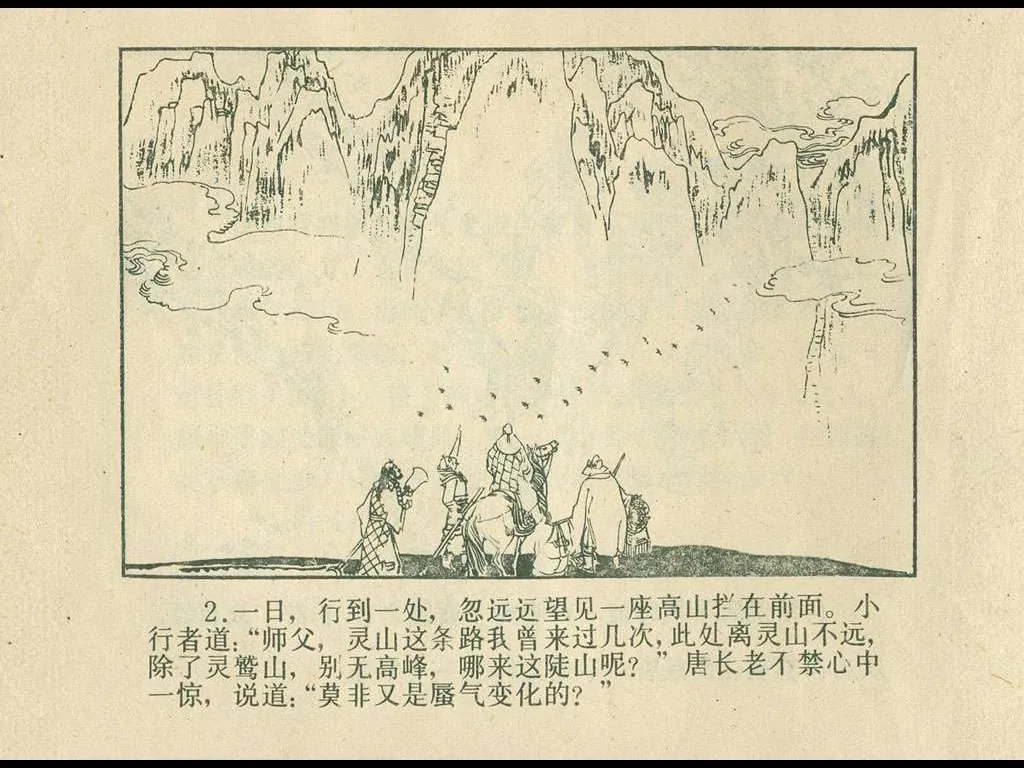 2.一日，行到一处，忽远远望见一座高山拦在前面。小
行者道：“师父，灵山这条路我曾来过几次，此处离灵山不远，
除了灵鹫山，别无高峰，哪来这陡山呢？”唐长老不禁心中
一惊，说道：“莫非又是蜃气变化的？”